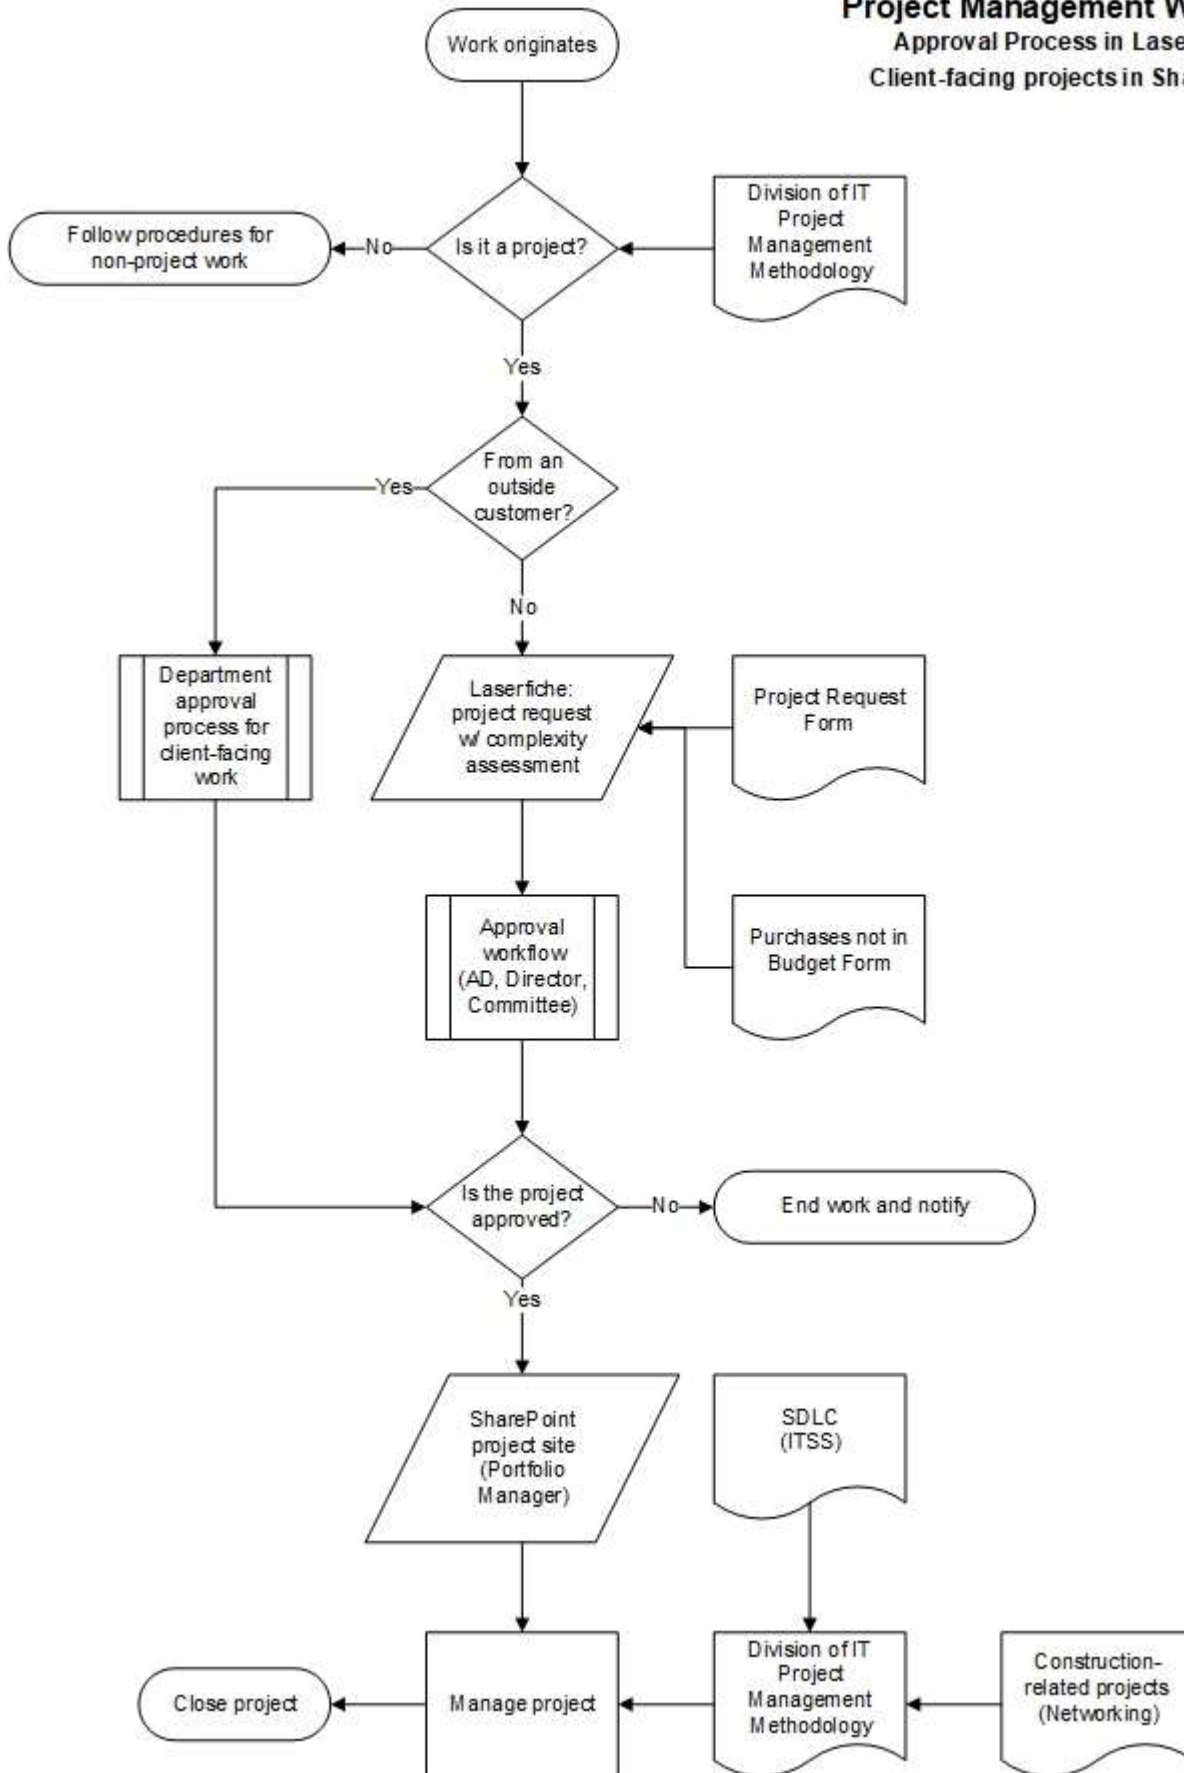 Project Management W
Approval Process in Lase
Client-facing projects in Sha
Work originates
Follow procedures for
non-project work
No
Is it a project?
Division of IT
Project
Management
Methodology
Yes
From an
outside
customer?
Yes
No
Department
approval
process for
client-facing
work
Laserfiche:
project request
w/ complexity
assessment
Project Request
Form
Approval
workflow
(AD, Director,
Committee)
Purchases not in
Budget Form
Is the project
approved?
No
End work and notify
Yes
SharePoint
project site
(Portfolio
Manager)
SDLC
(ITSS)
Close project
Manage project
Division of IT
Project
Management
Methodology
Construction-
related projects
(Networking)